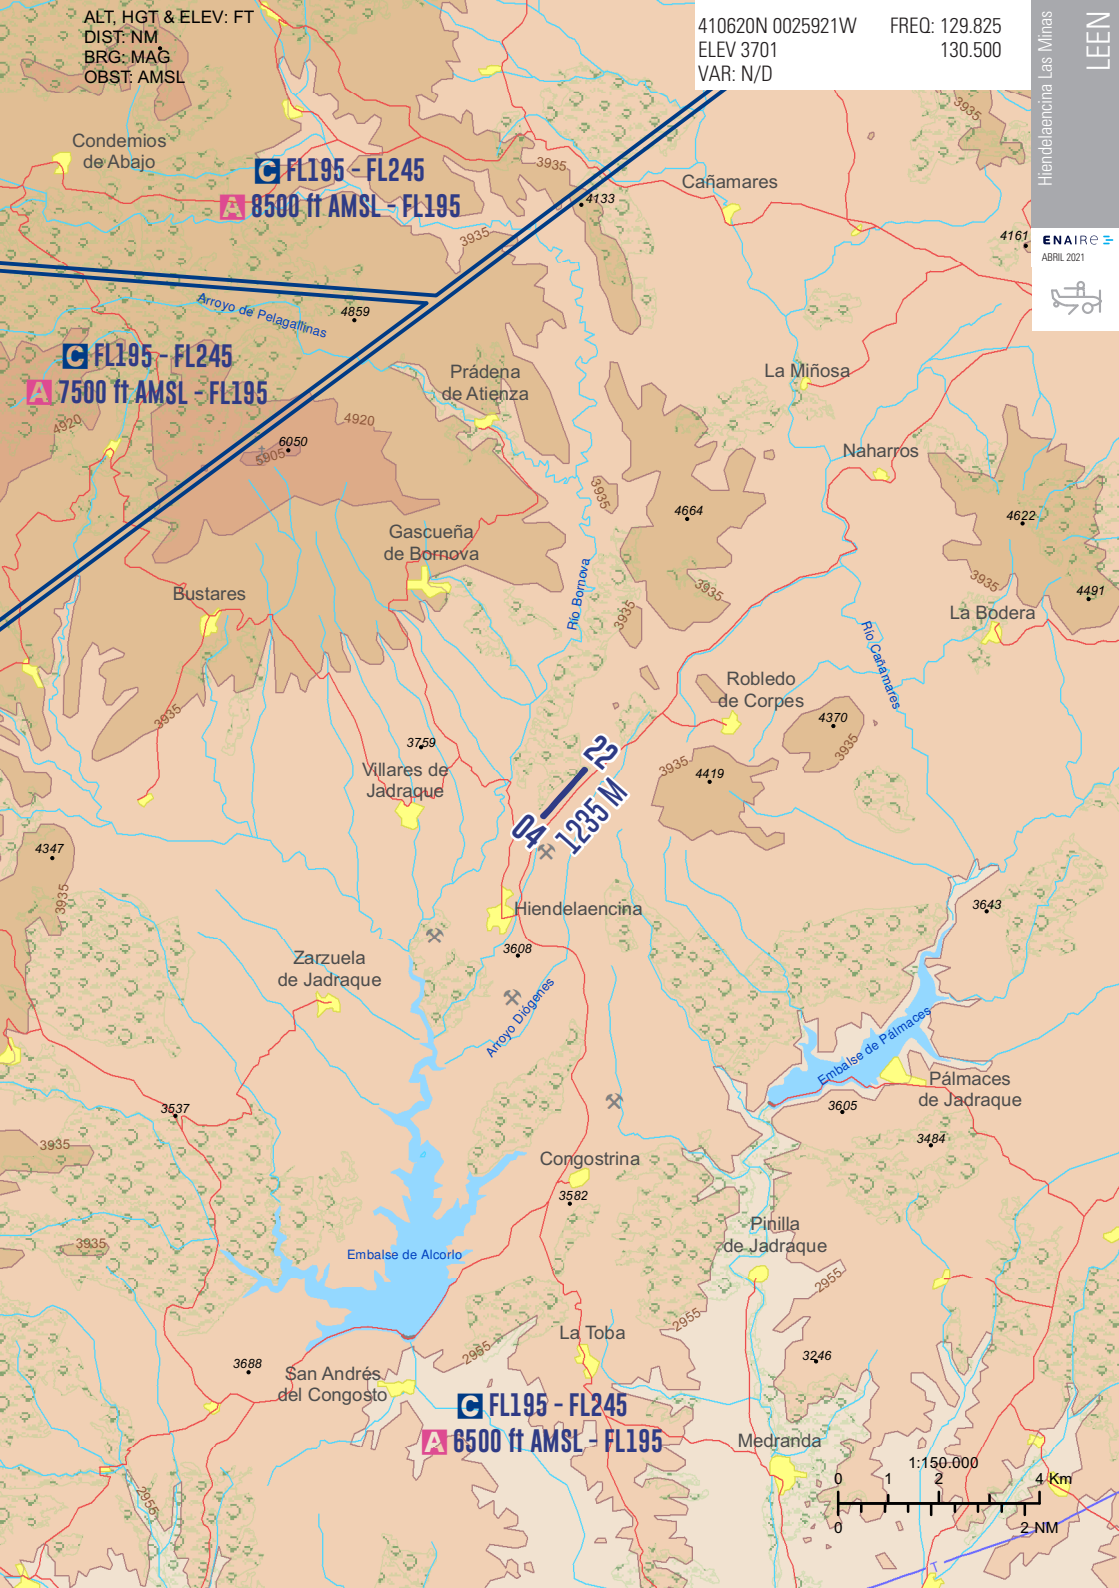 ALT, HGT & ELEV: FT
DIST: NM
BRG: MAG
OBST: AMSL
410620N 0025921W
FREQ: 129.825
ELEV 3701
130.500
VAR: N/D
Hiendelaencina Las Minas
LEEN
ENAIRE
ABRIL 2021
3935
Condemios
de Abajo
C FL195 - FL245
A 8500 ft AMSL - FL195
3935
4133
Cañamares
3935
4161
Arroyo de Pelagallinas
4859
C FL195 - FL245
A 7500 ft AMSL - FL195
Prádena
de Atienza
La Miñosa
4920
4920
6050
5905
Naharros
3935
4664
4622
Gascueña
de Bornova
Río Bornova
3935
3935
3935
4491
Bustares
La Bodera
Río Cañamares
Robledo
de Corpes
3935
4370
3935
3759
Villares de
Jadraque
22
04
1235 M
3935
4419
4347
3935
Hiendelaencina
3643
3608
Zarzuela
de Jadraque
Arroyo Diógenes
Embalse de Pálmaces
Pálmaces
de Jadraque
3537
3605
3935
3484
Congostrina
3582
3935
Embalse de Alcorlo
Pinilla
de Jadraque
2955
2955
La Toba
2955
3246
3688
San Andrés
del Congosto
C FL195 - FL245
A 6500 ft AMSL - FL195
Medranda
2955
1:150.000
0 1 2 4 Km
0 2 NM
T